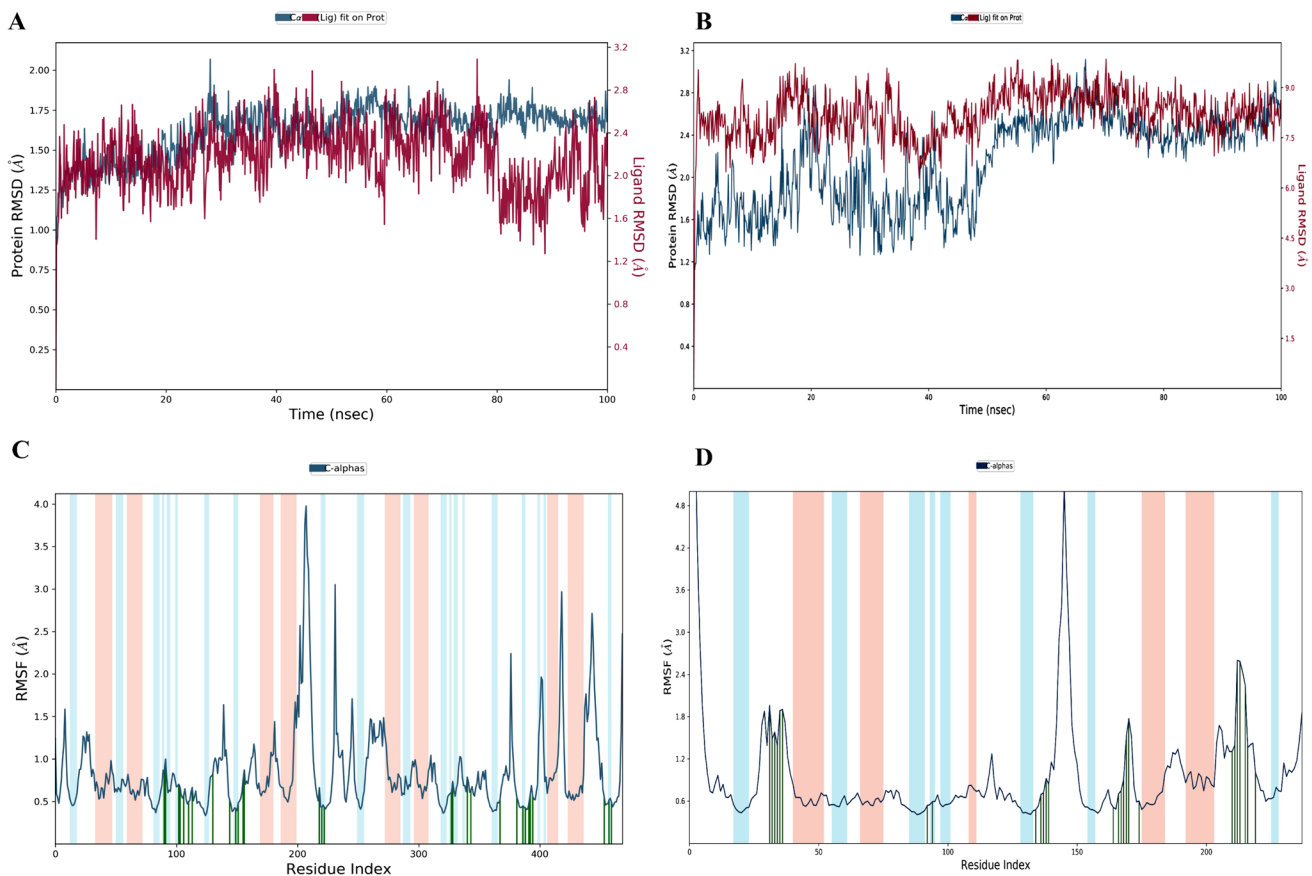 A
Cα (Lig) fit on Prot
Protein RMSD (Å)
2.00
1.75
1.50
1.25
1.00
0.75
0.50
0.25
3.2
2.8
2.4
2.0
1.6
1.2
0.8
0.4
Ligand RMSD (Å)
0 20 40 60 80 100
Time (nsec)
B
Cα (Lig) fit on Prot
Protein RMSD (Å)
3.2
2.8
2.4
2.0
1.6
1.2
0.8
0.4
9.0
7.5
6.0
4.5
3.0
1.5
Ligand RMSD (Å)
0 20 40 60 80 100
Time (nsec)
C
C-alphas
RMSF (Å)
4.0
3.5
3.0
2.5
2.0
1.5
1.0
0.5
0 100 200 300 400
Residue Index
D
C-alphas
RMSF (Å)
4.8
4.2
3.6
3.0
2.4
1.8
1.2
0.6
0 50 100 150 200
Residue Index